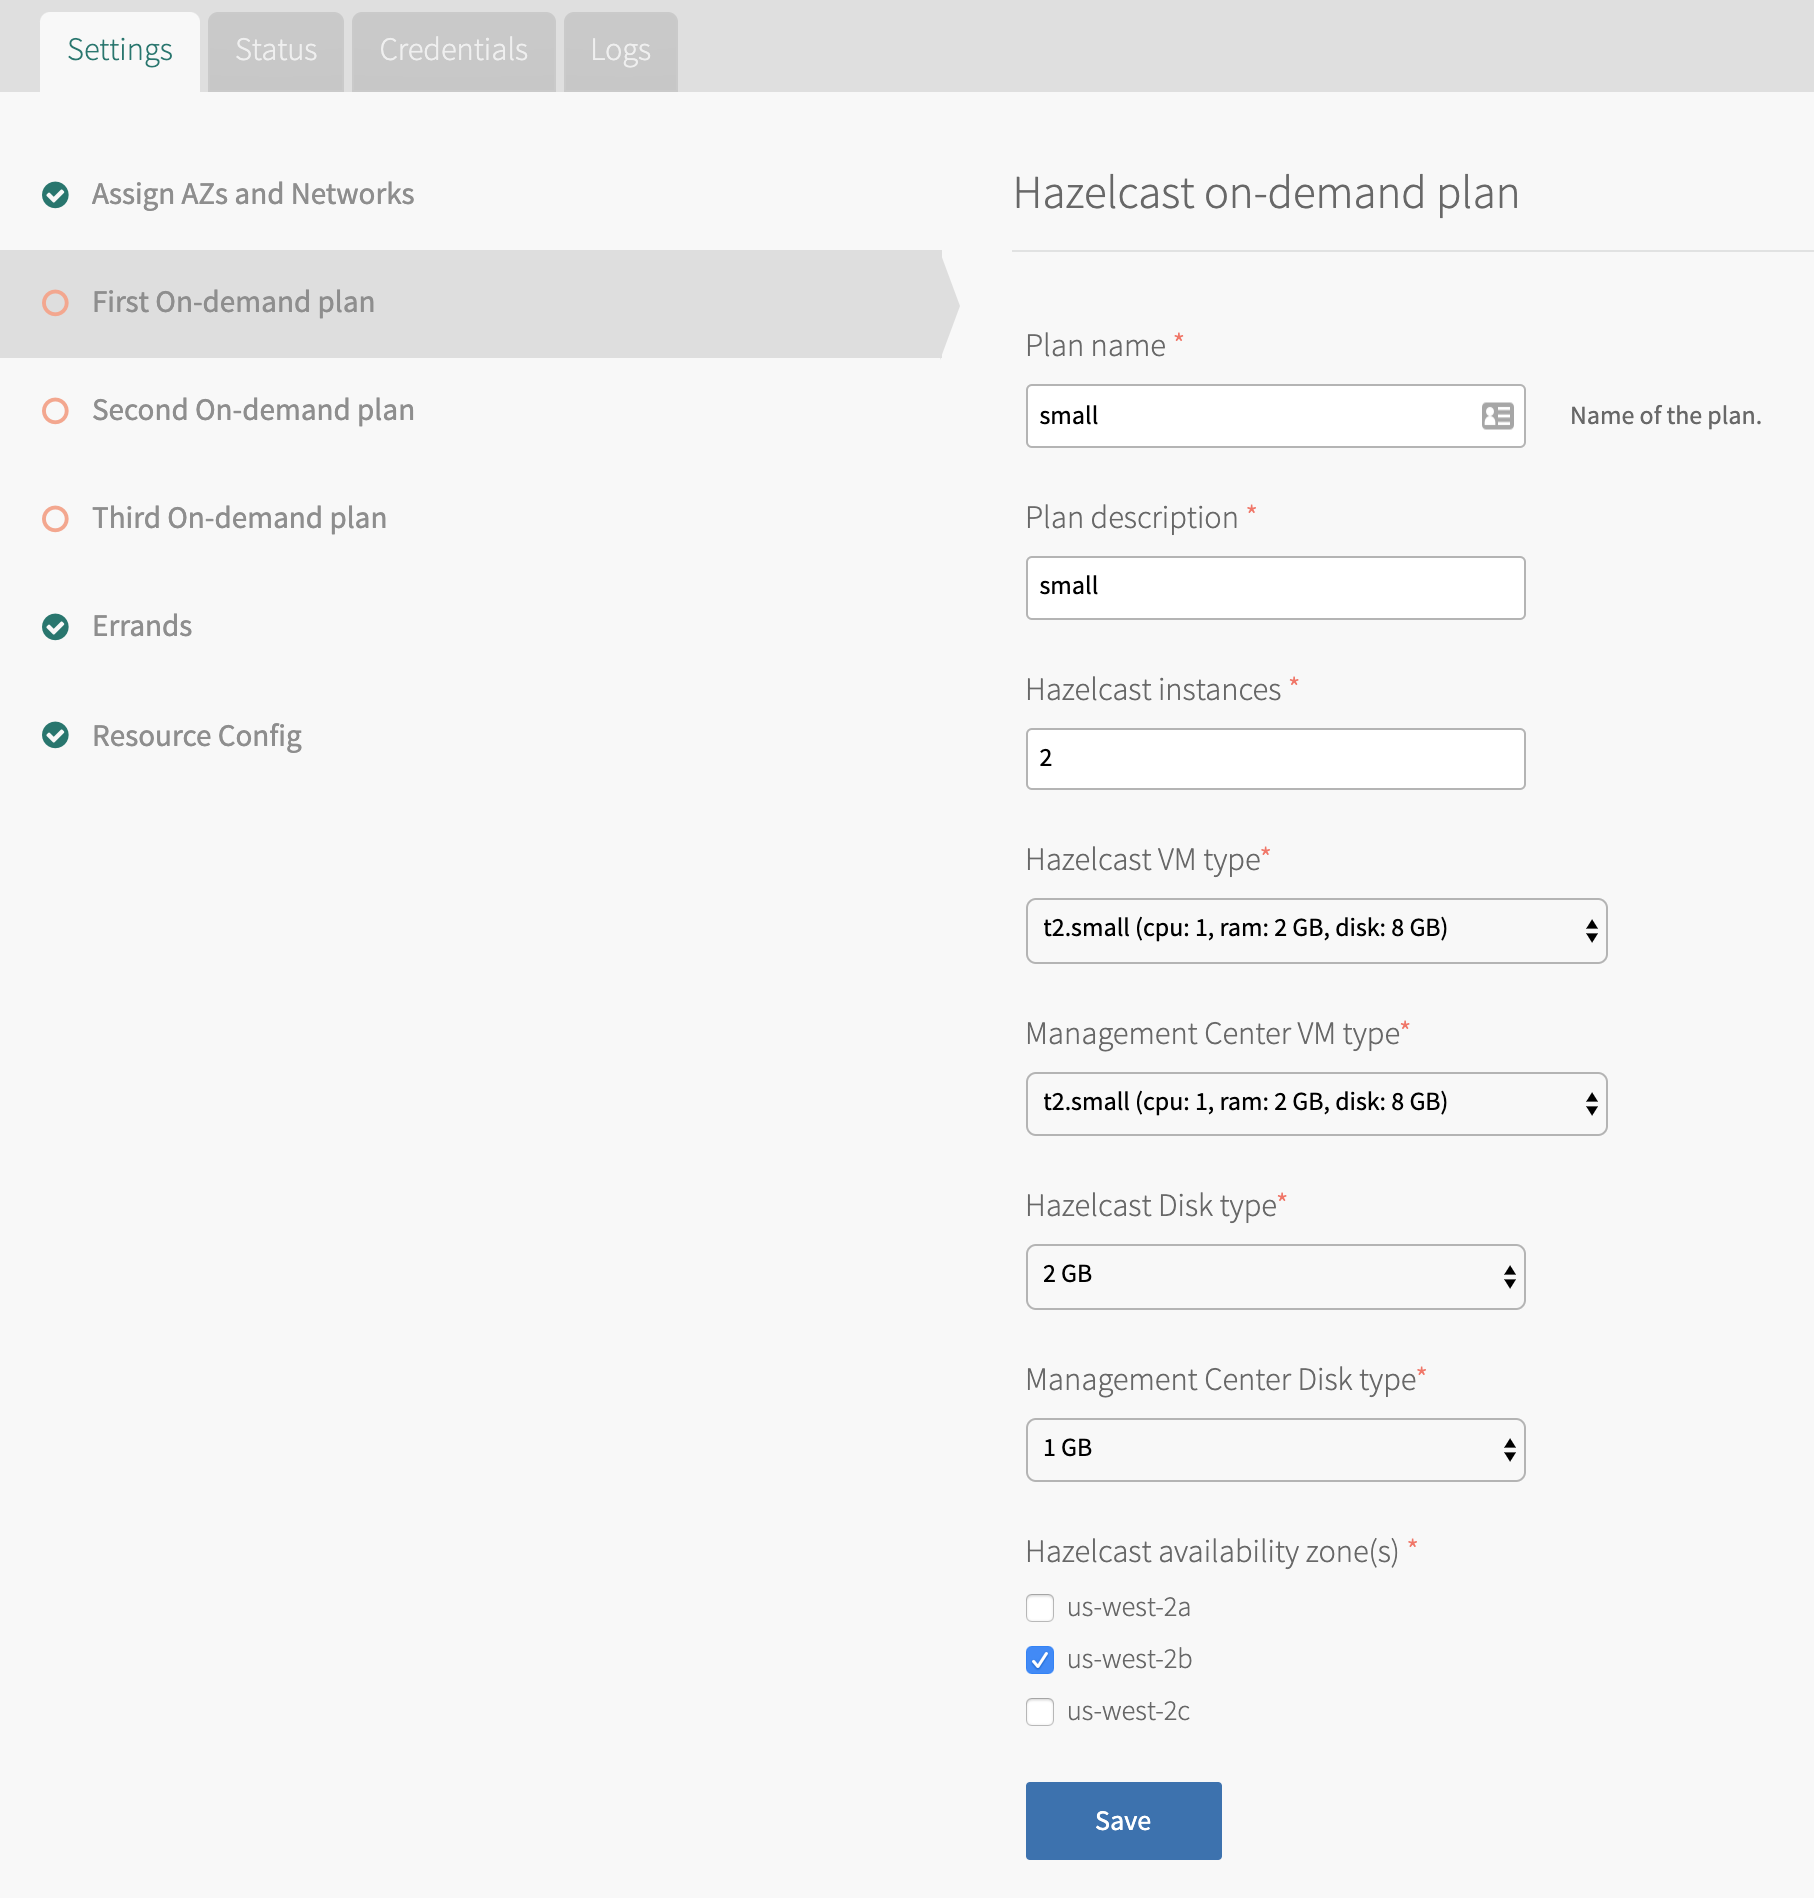 Settings
Status
Credentials
Logs
Assign AZs and Networks
First On-demand plan
Second On-demand plan
Third On-demand plan
Errands
Resource Config
Hazelcast on-demand plan
Plan name *
small
Name of the plan.
Plan description *
small
Hazelcast instances *
2
Hazelcast VM type*
t2.small (cpu: 1, ram: 2 GB, disk: 8 GB)
Management Center VM type*
t2.small (cpu: 1, ram: 2 GB, disk: 8 GB)
Hazelcast Disk type*
2 GB
Management Center Disk type*
1 GB
Hazelcast availability zone(s) *
us-west-2a
us-west-2b
us-west-2c
Save